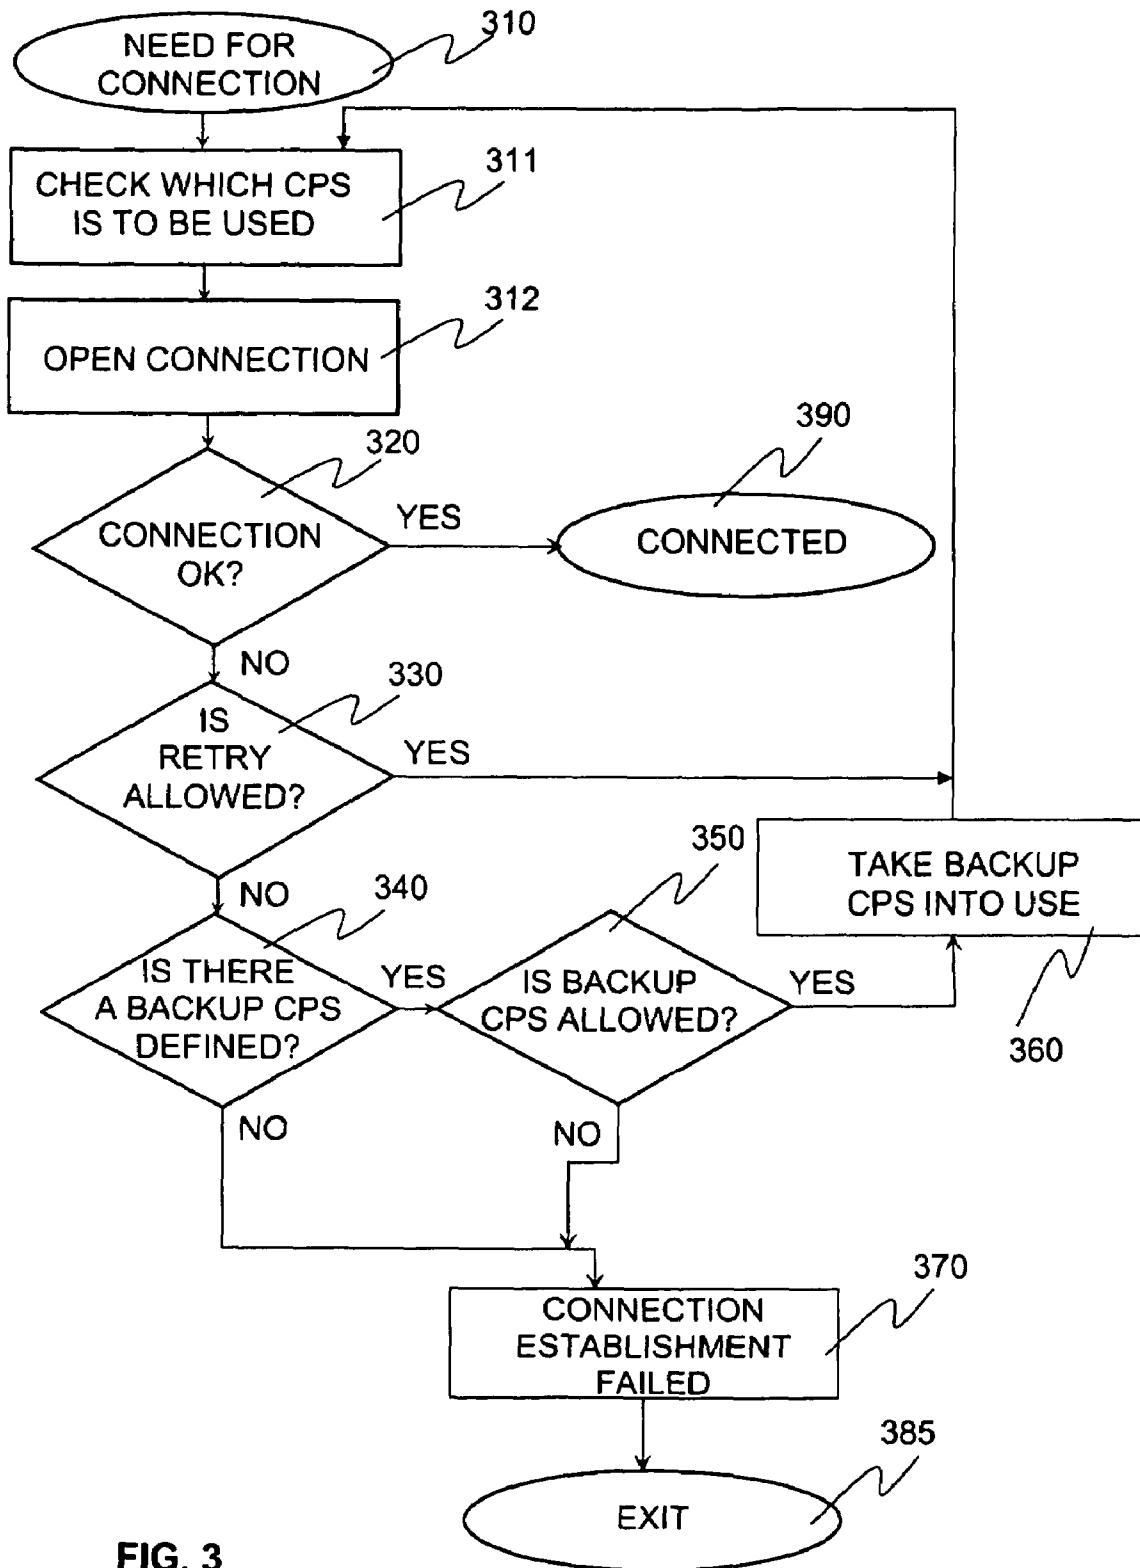 310
NEED FOR
CONNECTION
311
CHECK WHICH CPS
IS TO BE USED
312
OPEN CONNECTION
320
CONNECTION
OK?
YES
390
CONNECTED
NO
330
IS
RETRY
ALLOWED?
YES
NO
340
IS THERE
A BACKUP CPS
DEFINED?
YES
350
IS BACKUP
CPS ALLOWED?
YES
TAKE BACKUP
CPS INTO USE
360
NO
NO
370
CONNECTION
ESTABLISHMENT
FAILED
385
EXIT
FIG. 3